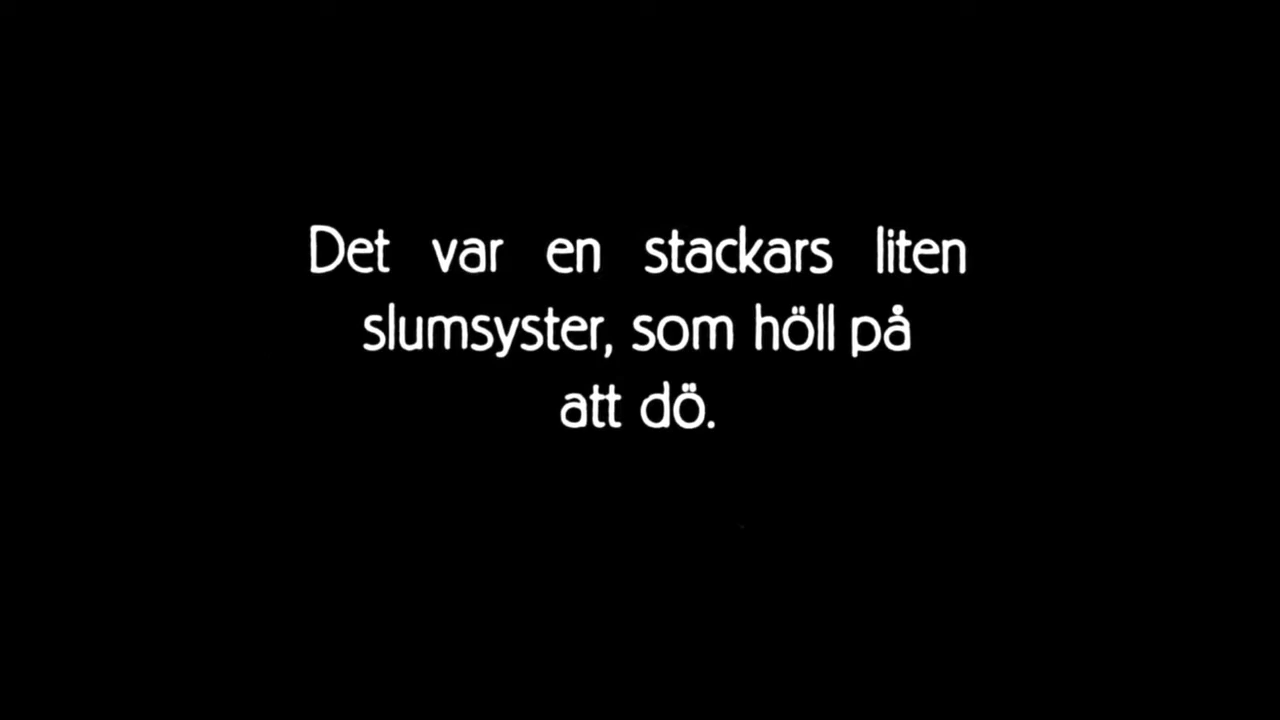 Det var en stackars liten
slumsyster, som höll på
att dö.